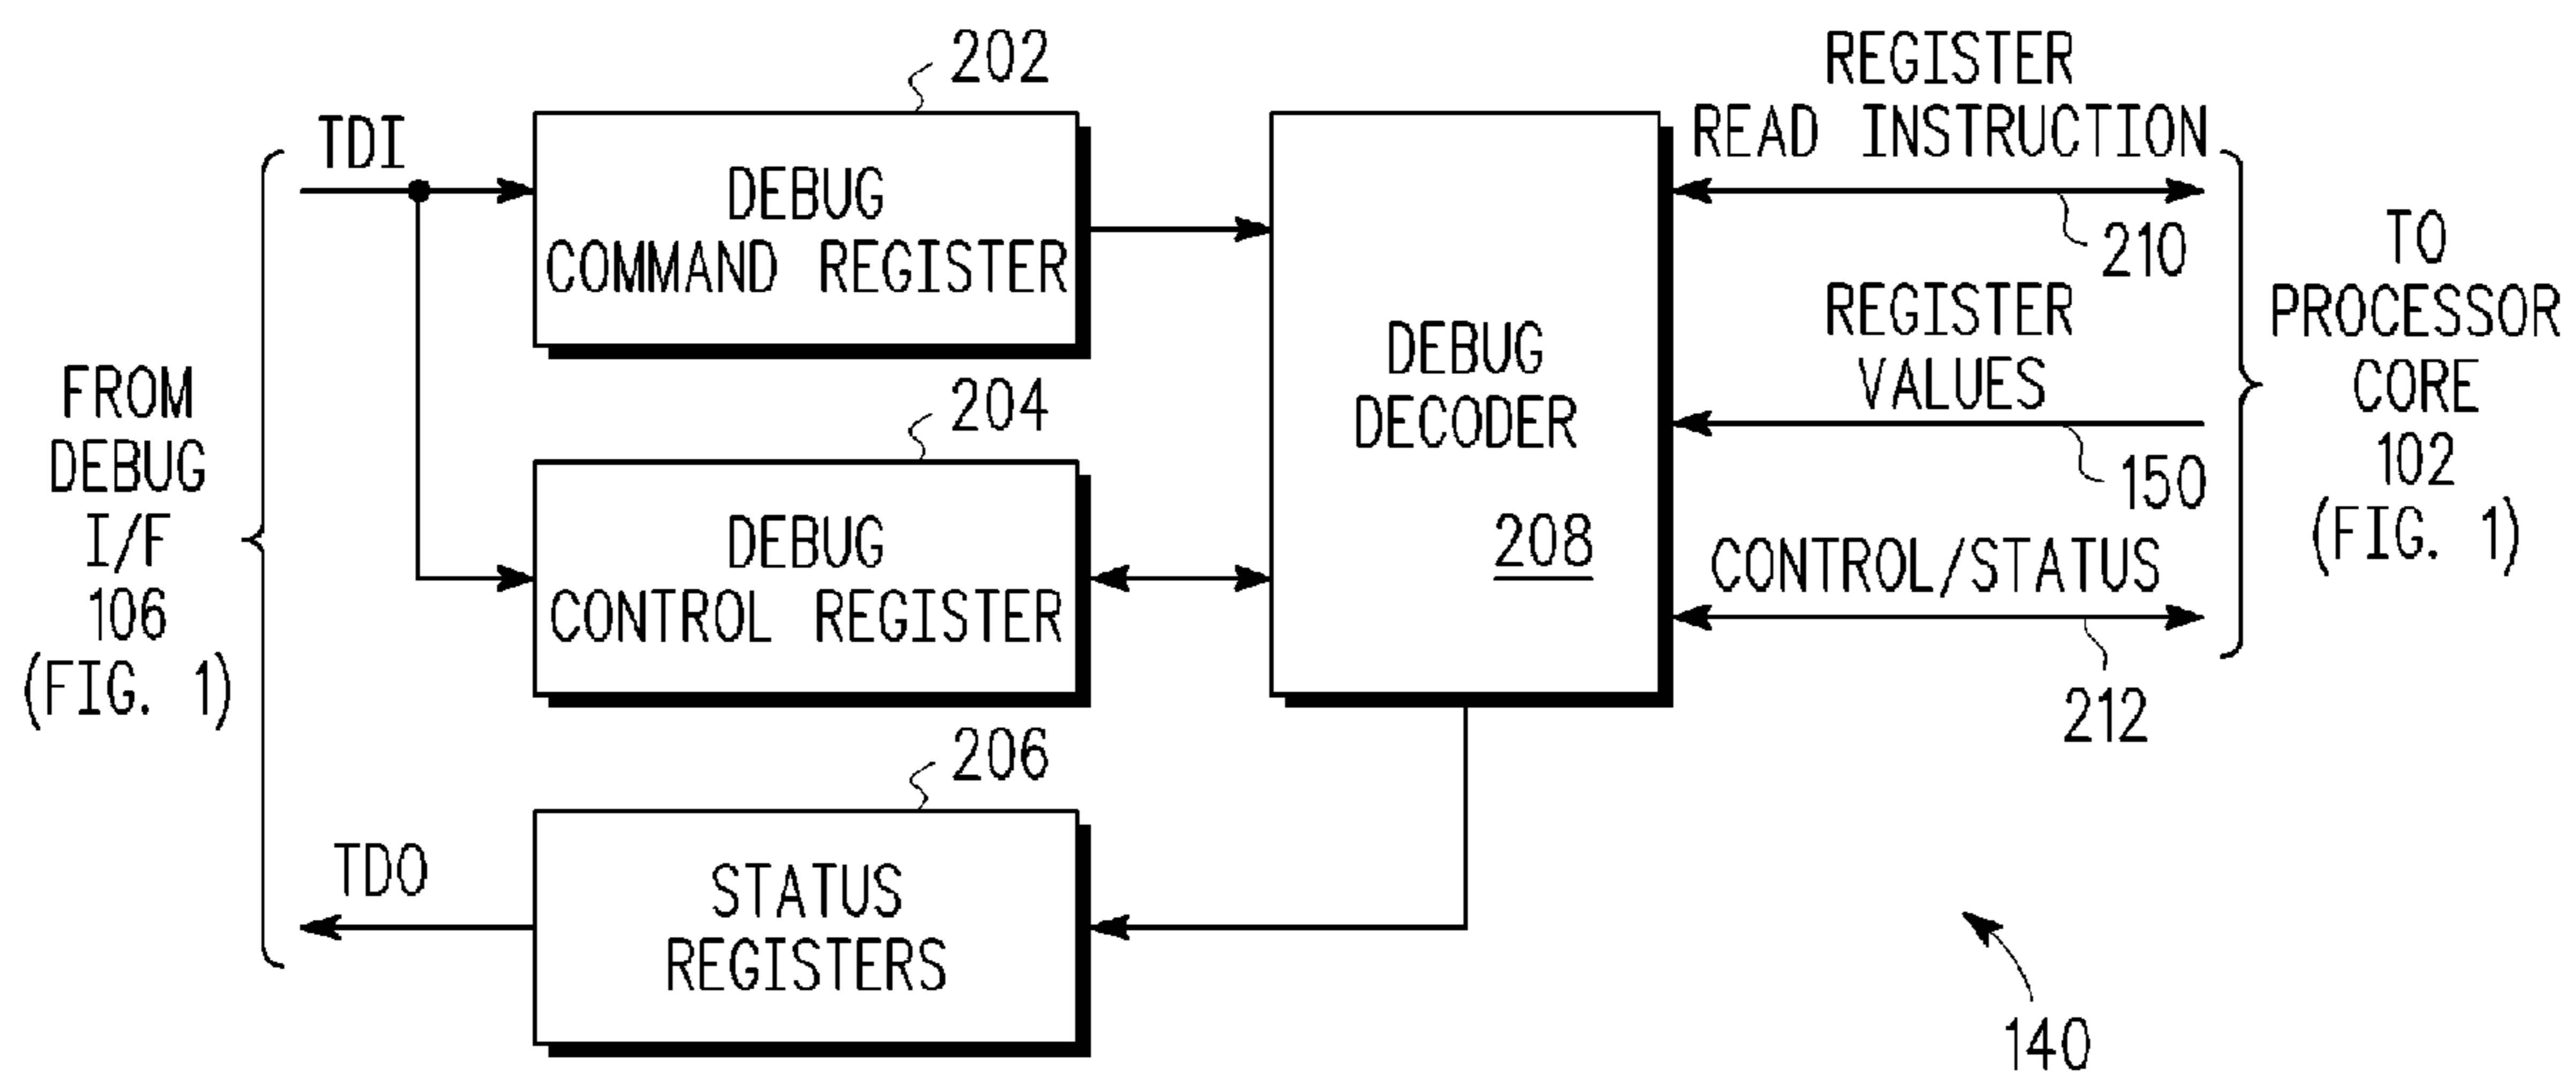 FROM
DEBUG
I/F
106
(FIG. 1)
TDI
202
DEBUG
COMMAND REGISTER
204
DEBUG
CONTROL REGISTER
206
TDO
STATUS
REGISTERS
DEBUG
DECODER
208
REGISTER
READ INSTRUCTION
210
REGISTER
VALUES
150
CONTROL/STATUS
212
TO
PROCESSOR
CORE
102
(FIG. 1)
140